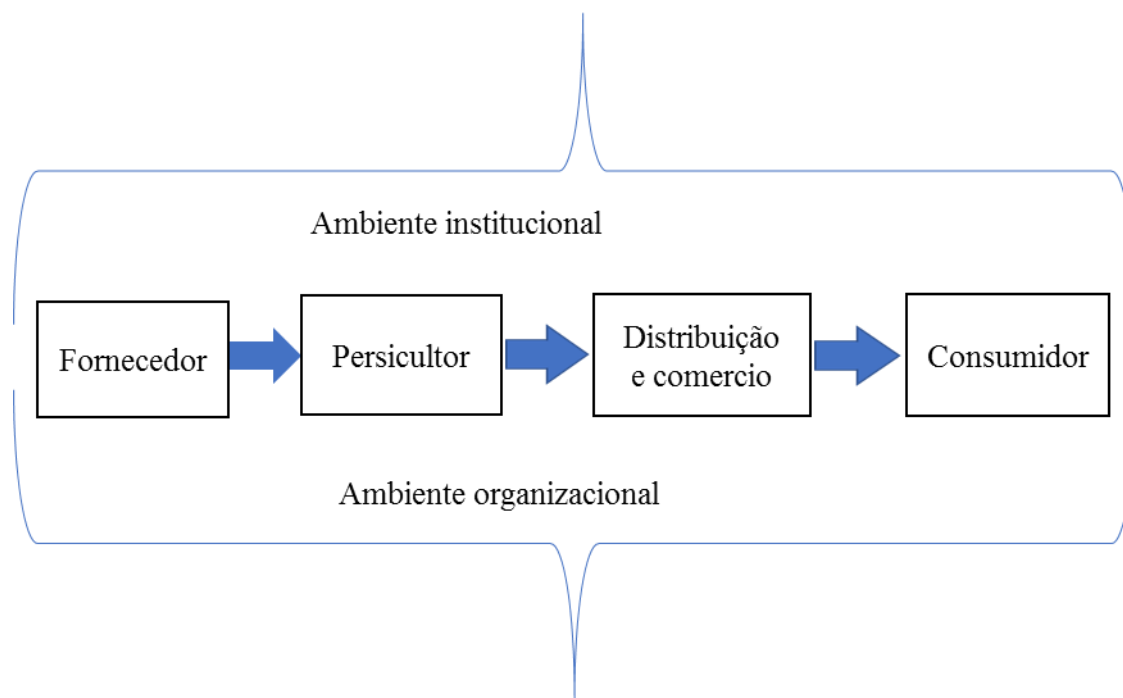 Ambiente institucional
Fornecedor
Persicultor
Distribuição
e comercio
Consumidor
Ambiente organizacional